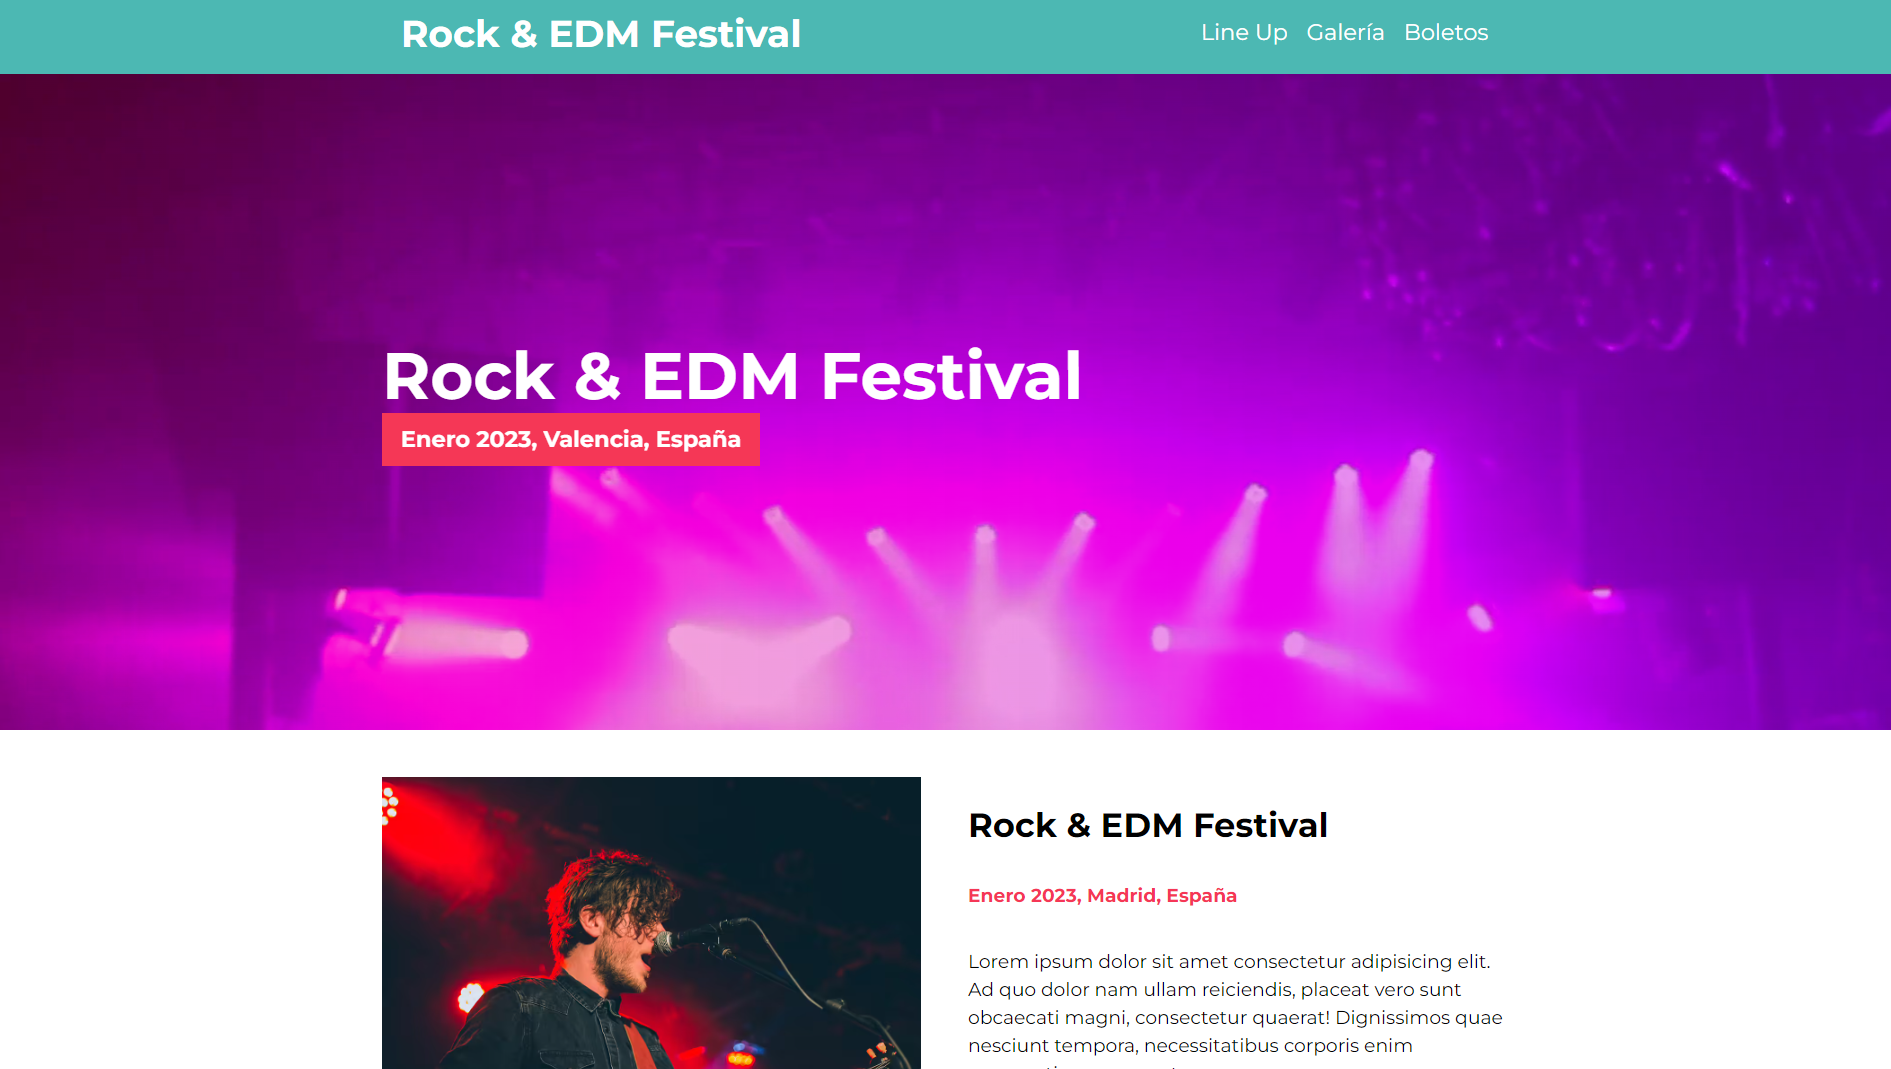 Rock & EDM Festival
Line Up Galería Boletos
Rock & EDM Festival
Enero 2023, Valencia, España
Rock & EDM Festival
Enero 2023, Madrid, España
Lorem ipsum dolor sit amet consectetur adipisicing elit.
Ad quo dolor nam ullam reiciendis, placeat vero sunt
obcaecati magni, consectetur quaerat! Dignissimos quae
nesciunt tempora, necessitatibus corporis enim